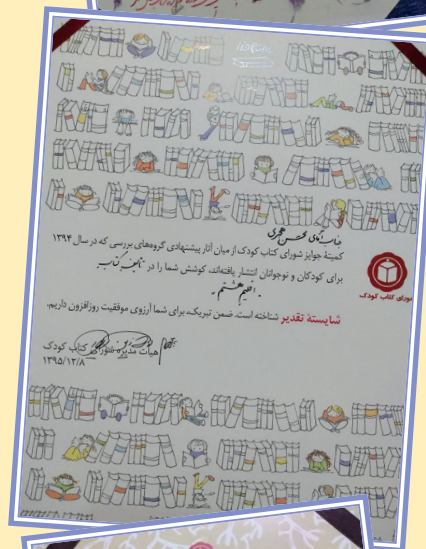 جناب آقای محسن هجری
کمیتهٔ جوایز شورای کتاب کودک از میان آثار پیشنهادی گروه‌های بررسی که در سال ۱۳۹۴
برای کودکان و نوجوانان انتشار یافته‌اند، کوشش شما را در تألیف کتاب
«اقلیم هشتم»
شایستهٔ تقدیر شناخته است. ضمن تبریک، برای شما آرزوی موفقیت روزافزون داریم.
هیأت مدیره شورای کتاب کودک
۱۳۹۵/۱۲/۸
شورای کتاب کودک